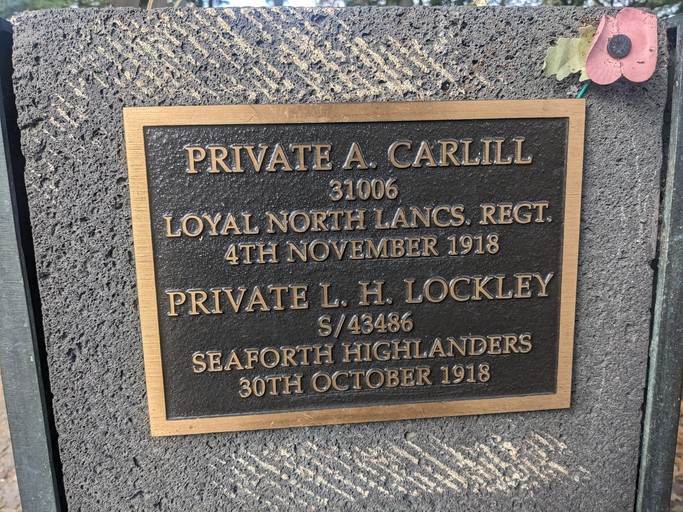 PRIVATE A. CARLILL
31006
LOYAL NORTH LANCS. REGT.
4TH NOVEMBER 1918
PRIVATE L. H. LOCKLEY
S/43486
SEAFORTH HIGHLANDERS
30TH OCTOBER 1918